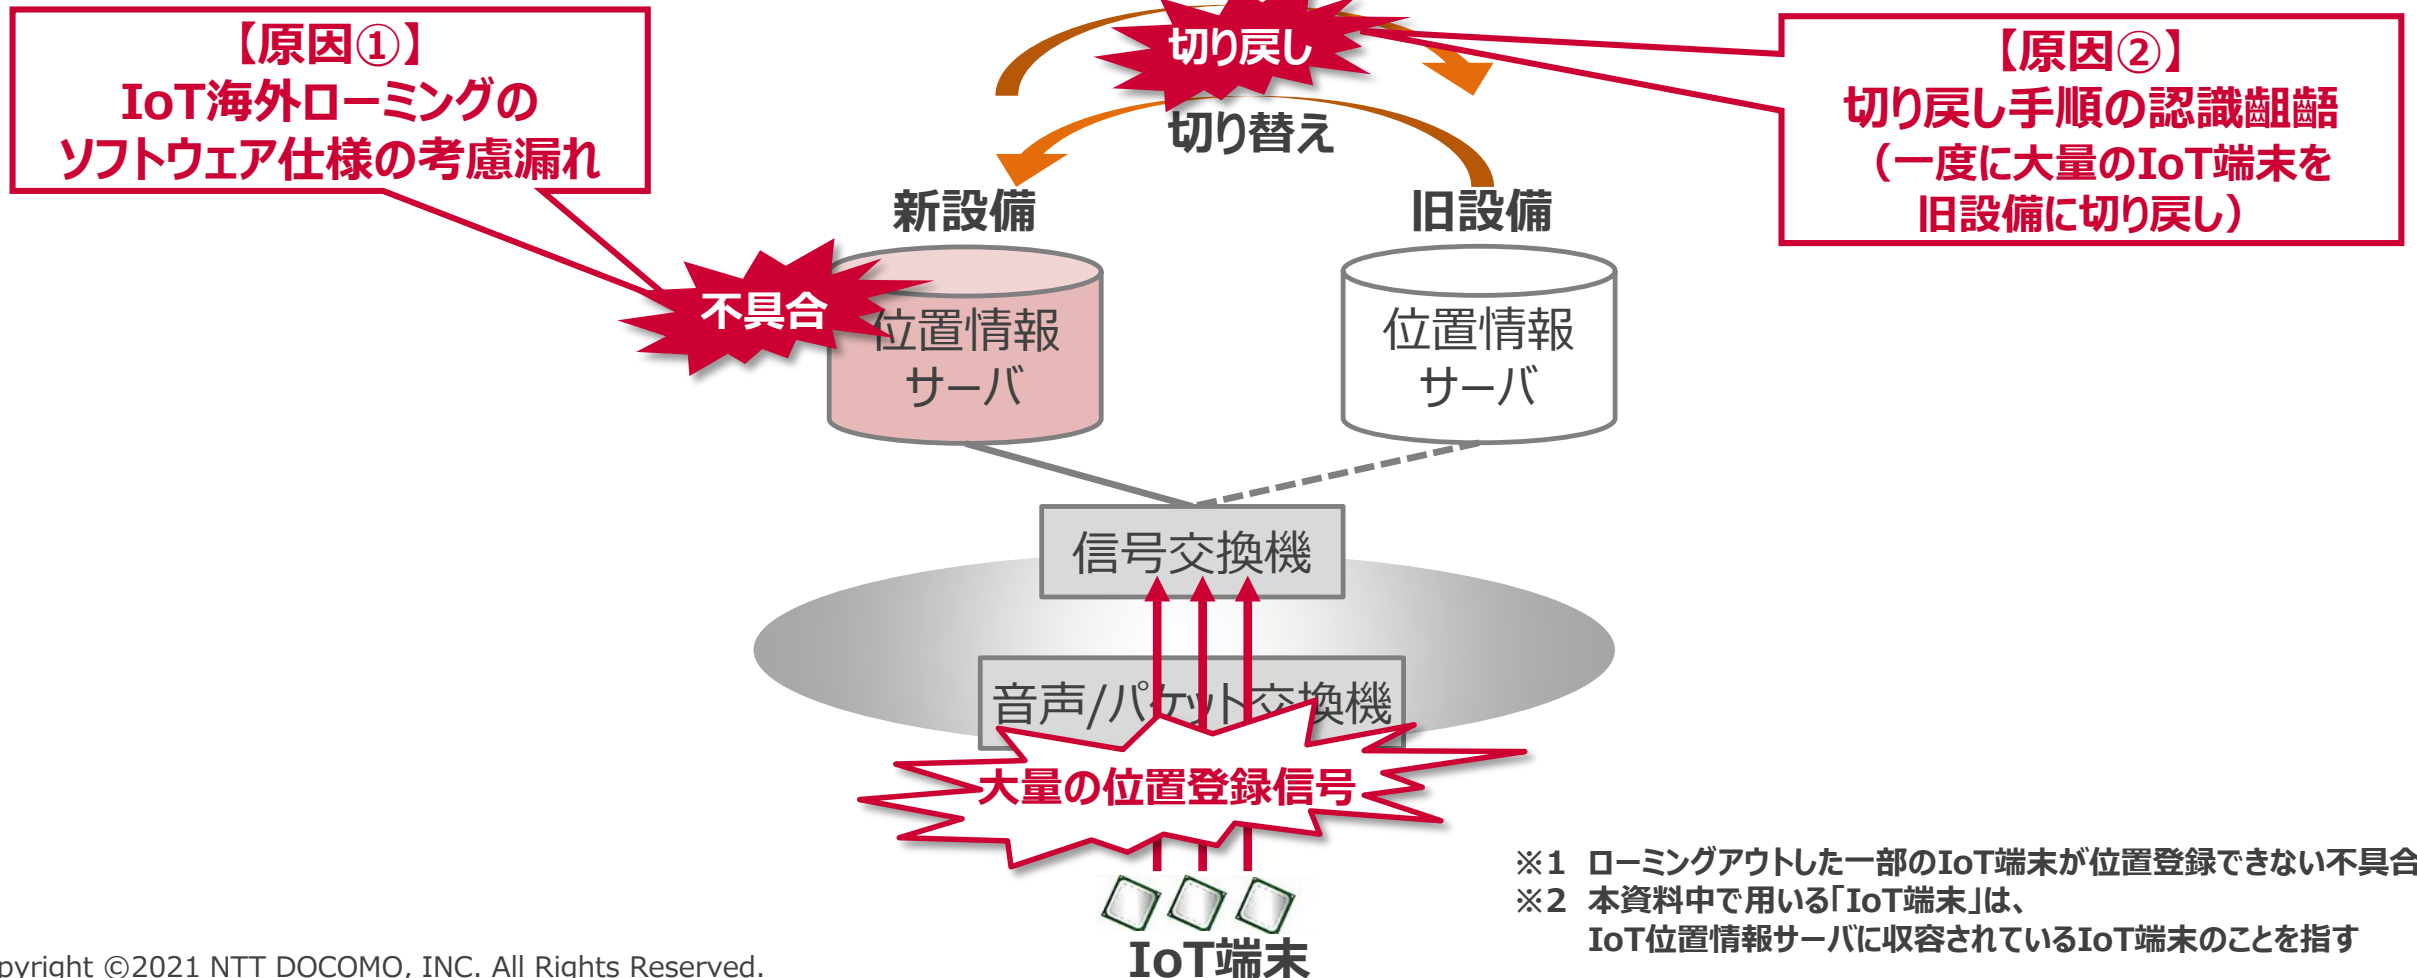 【原因①】
IoT海外ローミングの
ソフトウェア仕様の考慮漏れ
切り戻し
切り替え
【原因②】
切り戻し手順の認識齟齬
（一度に大量のIoT端末を
旧設備に切り戻し）
新設備
旧設備
不具合
位置情報
サーバ
位置情報
サーバ
信号交換機
音声/パケット交換機
大量の位置登録信号
IoT端末
※1 ローミングアウトした一部のIoT端末が位置登録できない不具合
※2 本資料中で用いる「IoT端末」は、
IoT位置情報サーバに収容されているIoT端末のことを指す
pyright ©2021 NTT DOCOMO, INC. All Rights Reserved.